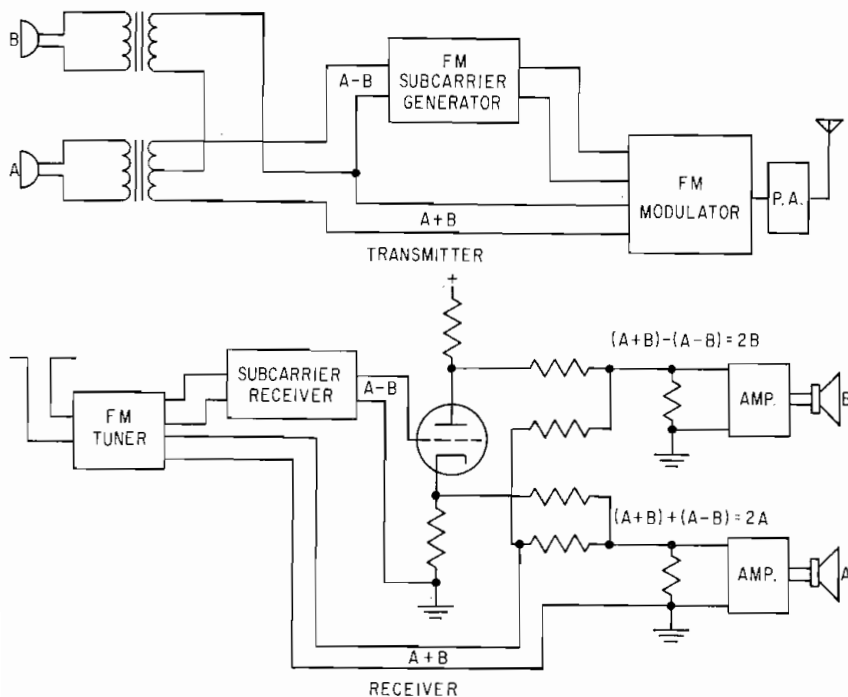 B
A
A-B
FM
SUBCARRIER
GENERATOR
FM
MODULATOR
P.A.
A+B
TRANSMITTER
+
(A+B)-(A-B)=2B
SUBCARRIER
RECEIVER
A-B
FM
TUNER
AMP.
B
(A+B)+(A-B)=2A
AMP.
A
A+B
RECEIVER